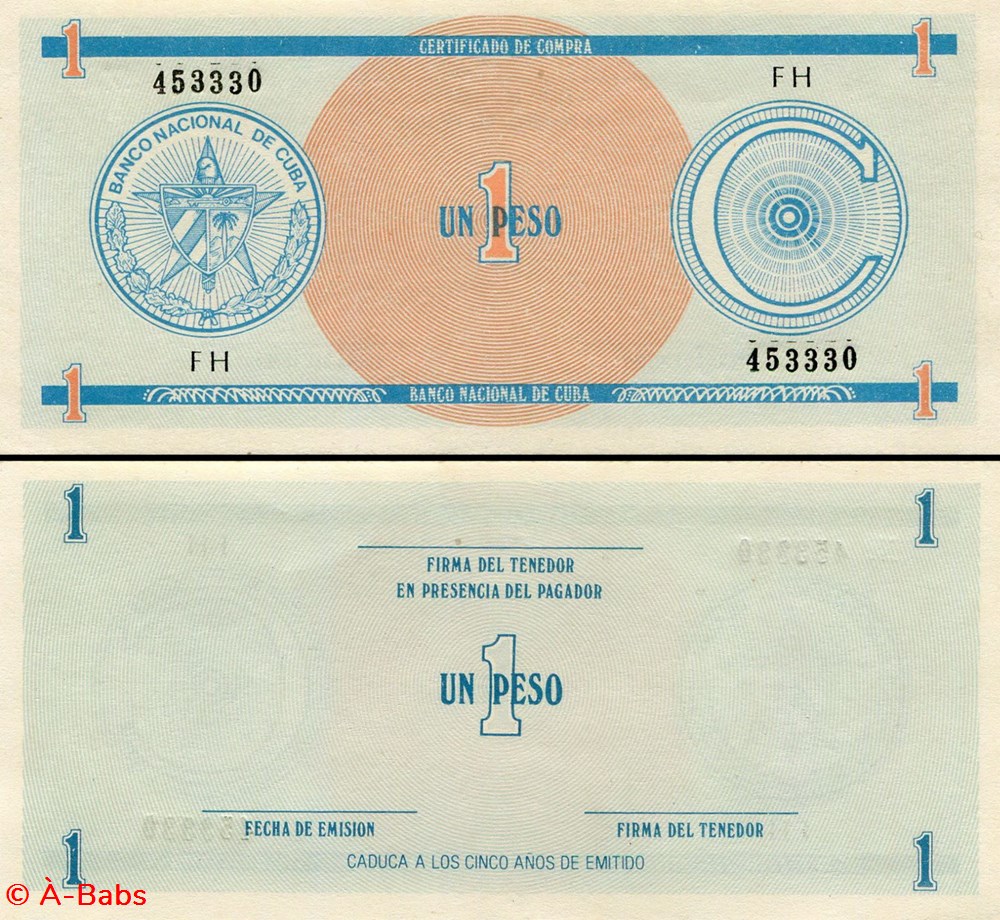 1 CERTIFICADO DE COMPRA 1
453330 FH
BANCO NACIONAL DE CUBA
C
UN PESO
1
FH 453330
1 BANCO NACIONAL DE CUBA 1
1 1
FIRMA DEL TENEDOR
EN PRESENCIA DEL PAGADOR
UN PESO
1
FECHA DE EMISION FIRMA DEL TENEDOR
CADUCA A LOS CINCO AÑOS DE EMITIDO
1 1
© À-Babs